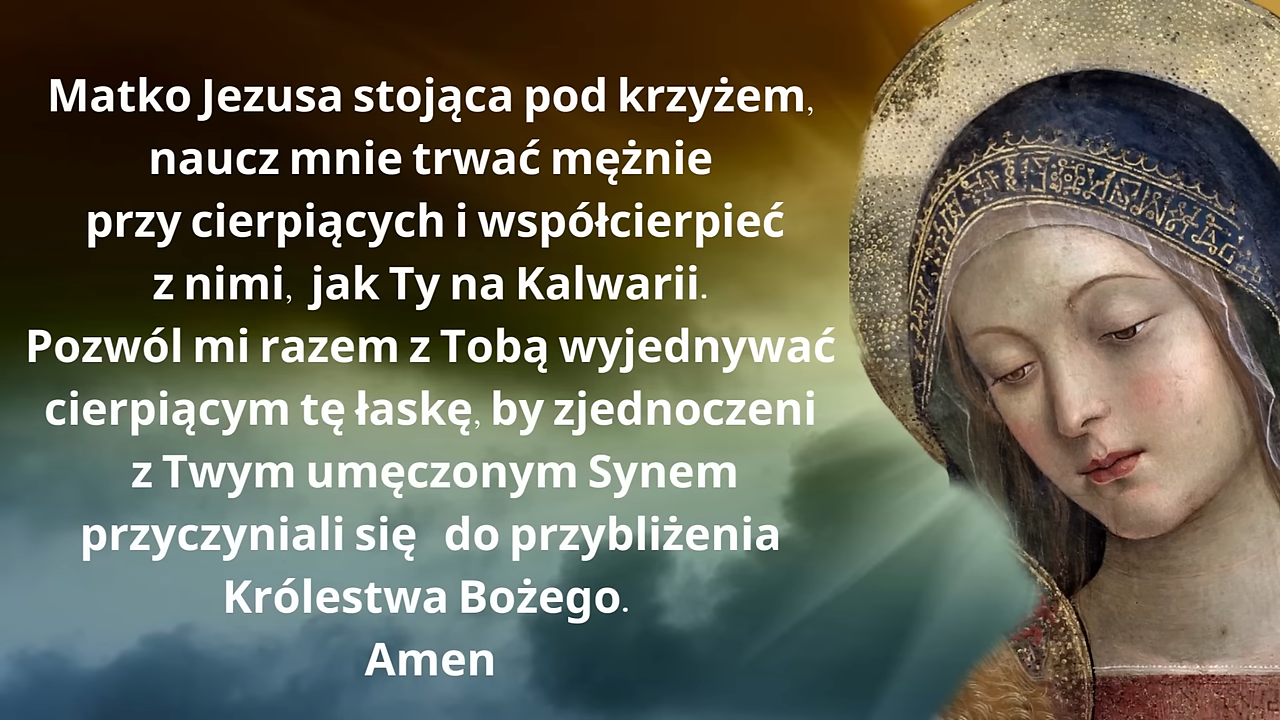 Matko Jezusa stojąca pod krzyżem,
naucz mnie trwać mężnie
przy cierpiących i współcierpieć
z nimi, jak Ty na Kalwarii.
Pozwól mi razem z Tobą wyjednywać
cierpiącym tę łaskę, by zjednoczeni
z Twym umęczonym Synem
przyczyniali się do przybliżenia
Królestwa Bożego.
Amen